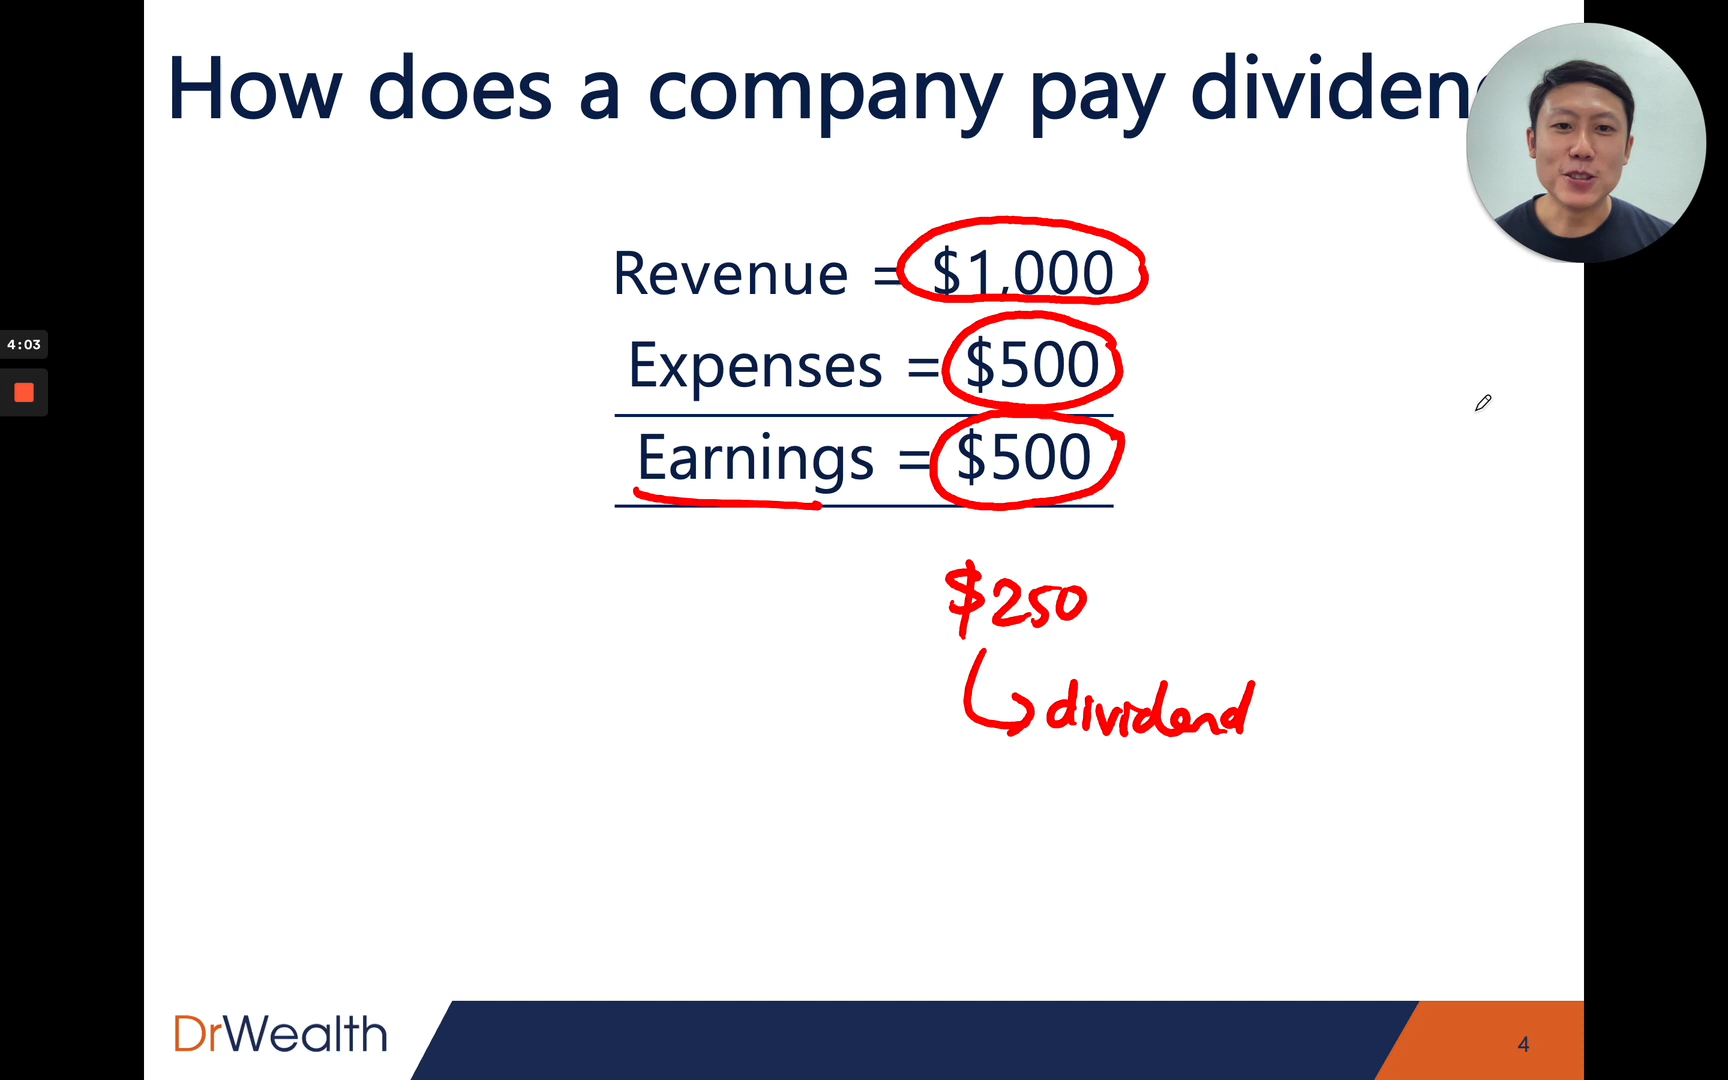 How does a company pay dividen
Revenue = $1,000
4:03
Expenses = $500
Earnings = $500
$250
dividend
DrWealth
4